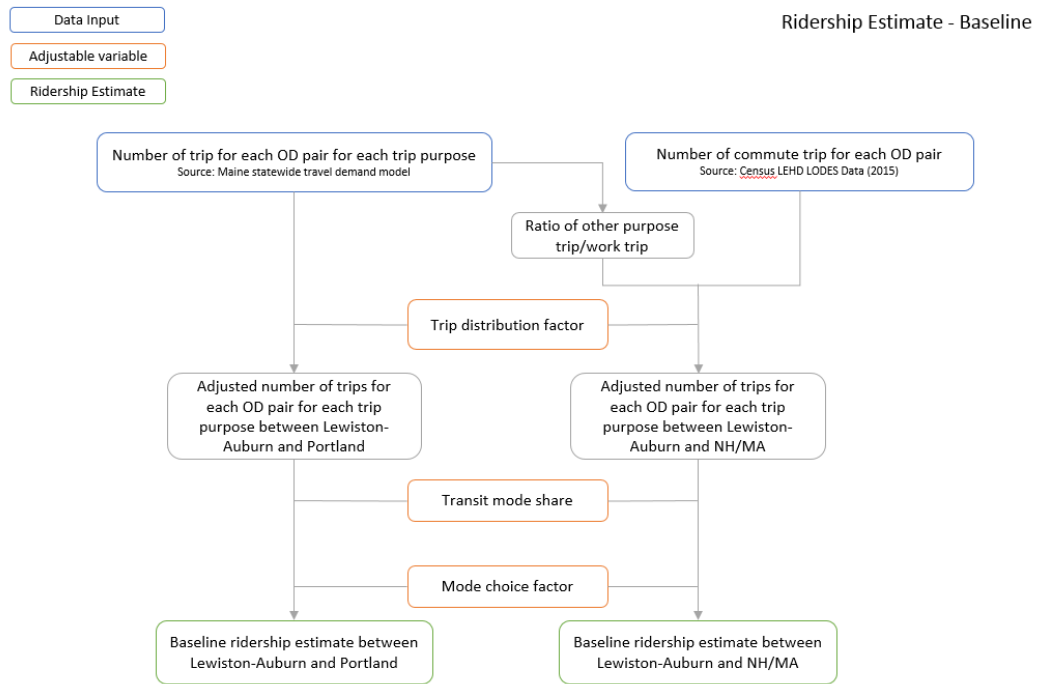 Data Input
Ridership Estimate - Baseline
Adjustable variable
Ridership Estimate
Number of trip for each OD pair for each trip purpose
Source: Maine statewide travel demand model
Number of commute trip for each OD pair
Source: Census LEHD LODES Data (2015)
Ratio of other purpose
trip/work trip
Trip distribution factor
Adjusted number of trips for
each OD pair for each trip
purpose between Lewiston-
Auburn and Portland
Adjusted number of trips for
each OD pair for each trip
purpose between Lewiston-
Auburn and NH/MA
Transit mode share
Mode choice factor
Baseline ridership estimate between
Lewiston-Auburn and Portland
Baseline ridership estimate between
Lewiston-Auburn and NH/MA